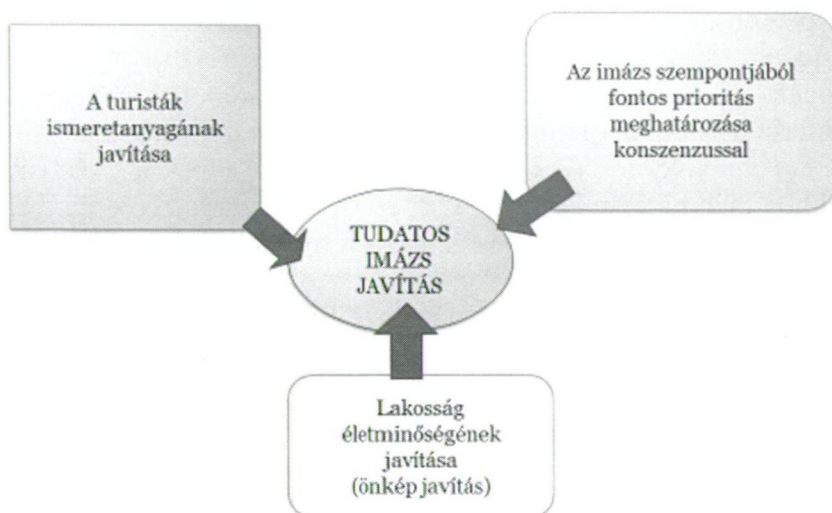 A turisták
ismeretanyagának
javítása
Az imázs szempontjából
fontos prioritás
meghatározása
konszenzussal
TUDATOS
IMÁZS
JAVÍTÁS
Lakosság
életminőségének
javítása
(önkép javítás)